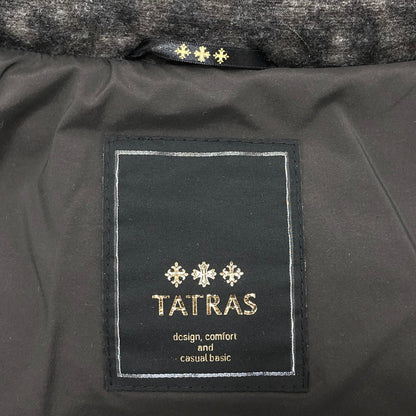 TATRAS
design, comfort
and
casual basic